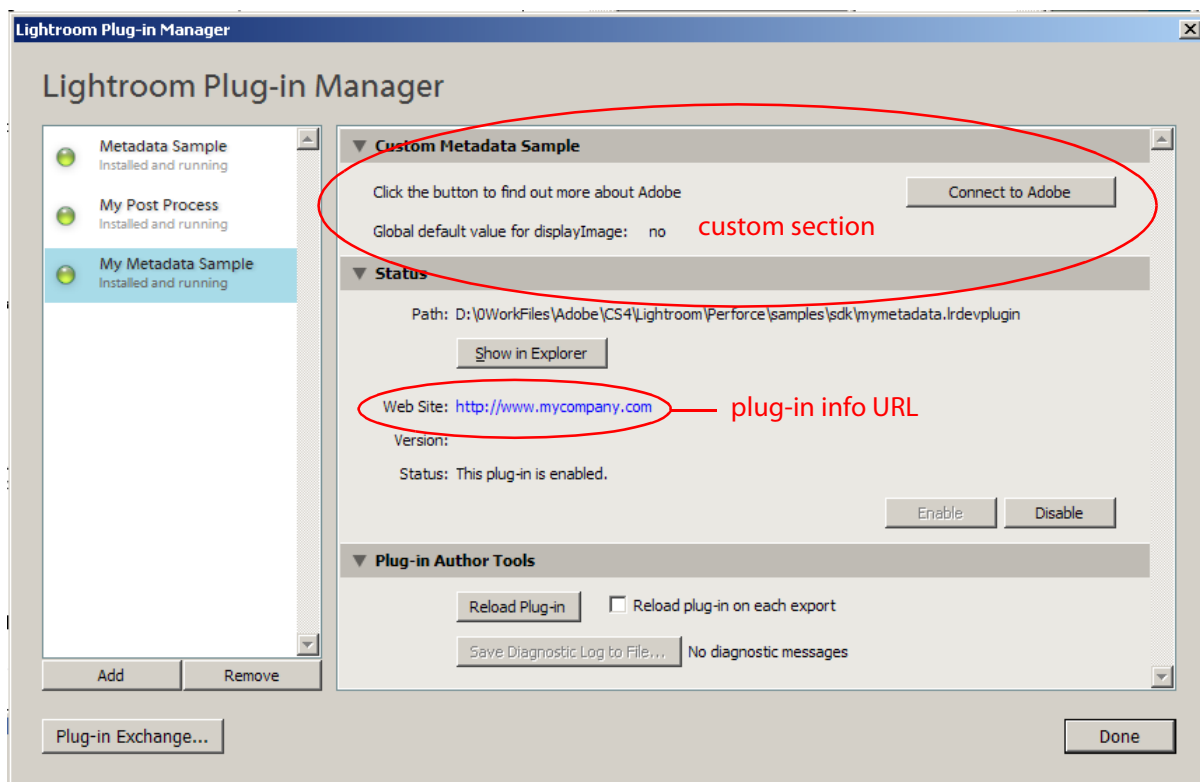 Lightroom Plug-in Manager
Lightroom Plug-in Manager
Metadata Sample
Installed and running
My Post Process
Installed and running
My Metadata Sample
Installed and running
Add
Remove
Custom Metadata Sample
Click the button to find out more about Adobe
Connect to Adobe
Global default value for displayImage: no
custom section
Status
Path: D:\0WorkFiles\Adobe\CS4\Lightroom\Perforce\samples\sdk\mymetadata.lrdevplugin
Show in Explorer
Web Site: http://www.mycompany.com
plug-in info URL
Version:
Status: This plug-in is enabled.
Enable
Disable
Plug-in Author Tools
Reload Plug-in
Reload plug-in on each export
Save Diagnostic Log to File...
No diagnostic messages
Plug-in Exchange...
Done